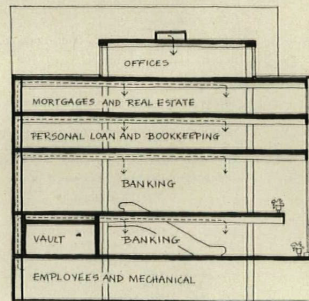 OFFICES
MORTGAGES AND REAL ESTATE
PERSONAL LOAN AND BOOKKEEPING
BANKING
VAULT
BANKING
EMPLOYEES AND MECHANICAL